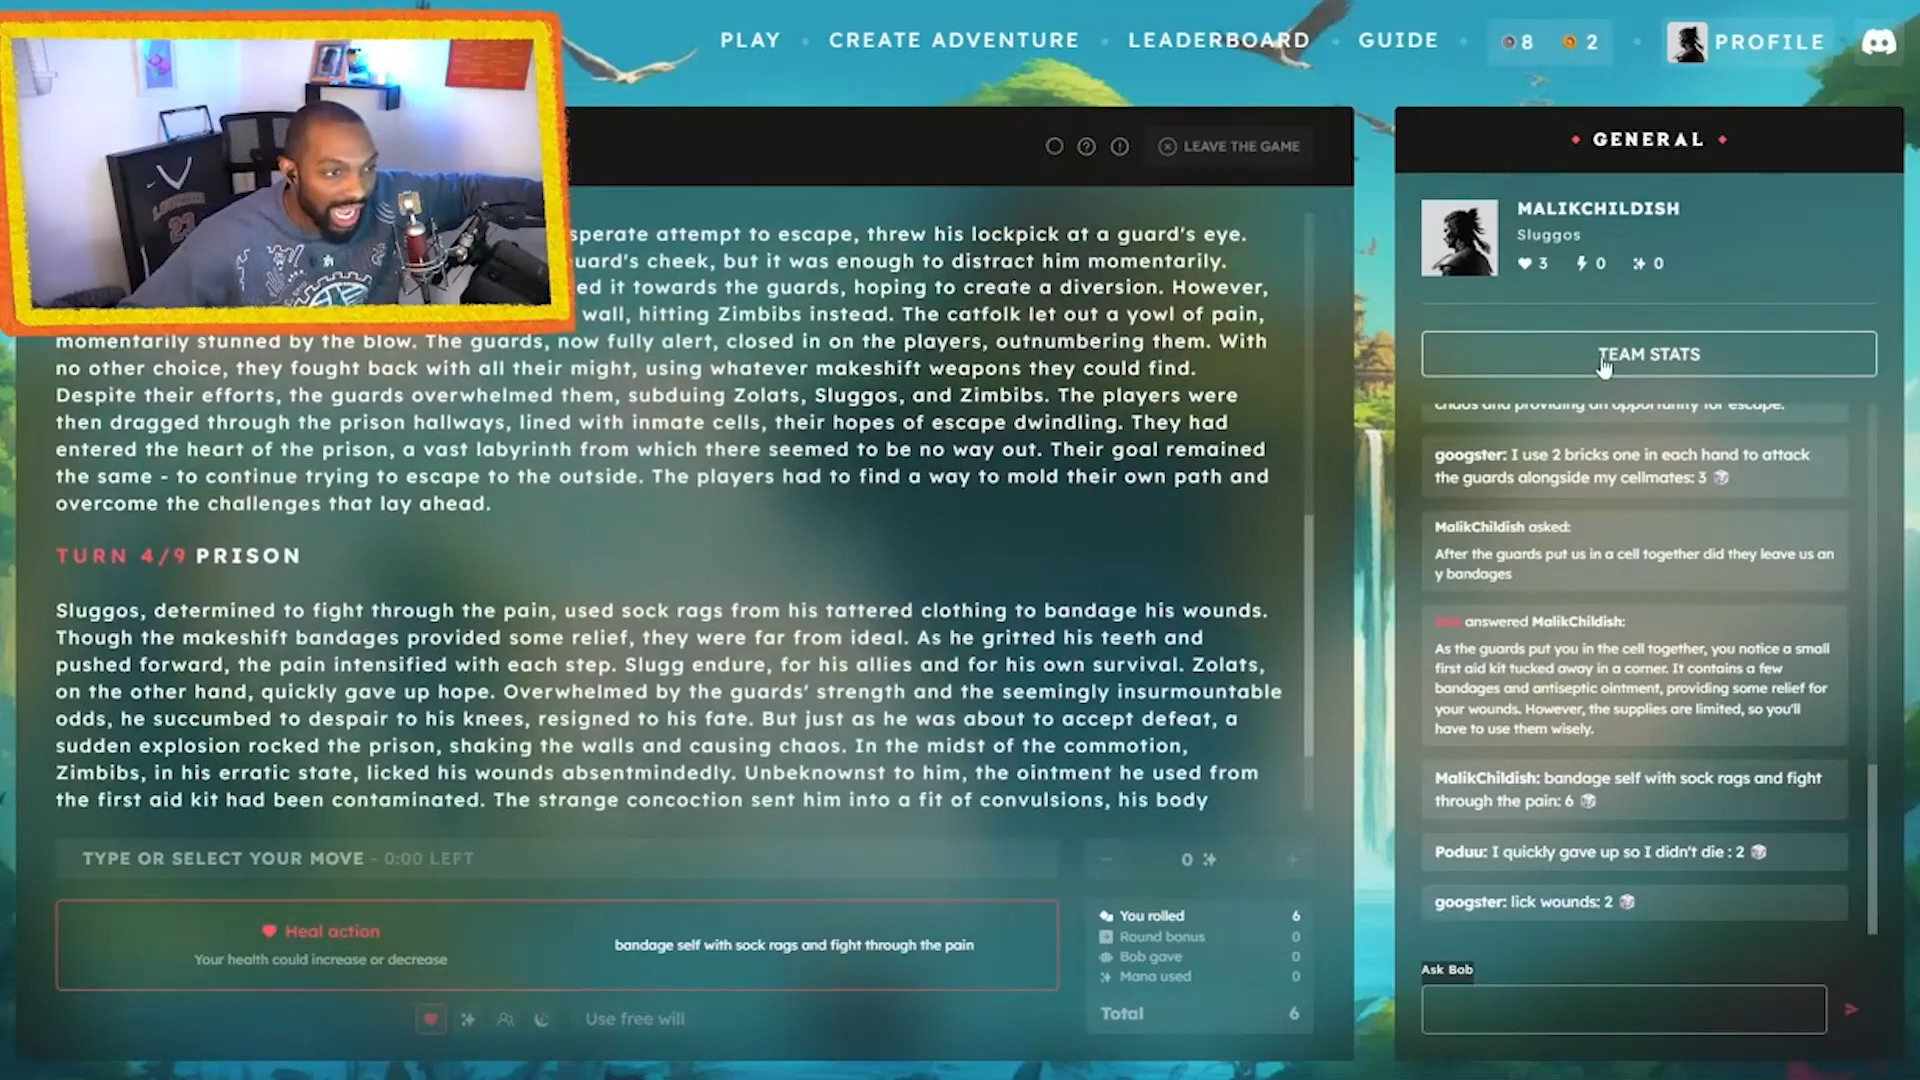 PLAY
CREATE ADVENTURE
LEADERBOARD
GUIDE
8
2
PROFILE
LEAVE THE GAME
sperate attempt to escape, threw his lockpick at a guard's eye.
uard's cheek, but it was enough to distract him momentarily.
ed it towards the guards, hoping to create a diversion. However,
wall, hitting Zimbibs instead. The catfolk let out a yowl of pain,
momentarily stunned by the blow. The guards, now fully alert, closed in on the players, outnumbering them. With
no other choice, they fought back with all their might, using whatever makeshift weapons they could find.
Despite their efforts, the guards overwhelmed them, subduing Zolats, Sluggos, and Zimbibs. The players were
then dragged through the prison hallways, lined with inmate cells, their hopes of escape dwindling. They had
entered the heart of the prison, a vast labyrinth from which there seemed to be no way out. Their goal remained
the same - to continue trying to escape to the outside. The players had to find a way to mold their own path and
overcome the challenges that lay ahead.
TURN 4/9 PRISON
Sluggos, determined to fight through the pain, used sock rags from his tattered clothing to bandage his wounds.
Though the makeshift bandages provided some relief, they were far from ideal. As he gritted his teeth and
pushed forward, the pain intensified with each step. Slugg endure, for his allies and for his own survival. Zolats,
on the other hand, quickly gave up hope. Overwhelmed by the guards' strength and the seemingly insurmountable
odds, he succumbed to despair to his knees, resigned to his fate. But just as he was about to accept defeat, a
sudden explosion rocked the prison, shaking the walls and causing chaos. In the midst of the commotion,
Zimbibs, in his erratic state, licked his wounds absentmindedly. Unbeknownst to him, the ointment he used from
the first aid kit had been contaminated. The strange concoction sent him into a fit of convulsions, his body
TYPE OR SELECT YOUR MOVE - 0:00 LEFT
0
Heal action
Your health could increase or decrease
bandage self with sock rags and fight through the pain
You rolled 6
Round bonus 0
Bob gave 0
Mana used 0
Total 6
Use free will
GENERAL
MALIKCHILDISH
Sluggos
3 0 0
TEAM STATS
chaos and providing an opportunity for escape.
googster: I use 2 bricks one in each hand to attack
the guards alongside my cellmates: 3
MalikChildish asked:
After the guards put us in a cell together did they leave us an
y bandages
Bob answered MalikChildish:
As the guards put you in the cell together, you notice a small
first aid kit tucked away in a corner. It contains a few
bandages and antiseptic ointment, providing some relief for
your wounds. However, the supplies are limited, so you'll
have to use them wisely.
MalikChildish: bandage self with sock rags and fight
through the pain: 6
Poduu: I quickly gave up so I didn't die : 2
googster: lick wounds: 2
Ask Bob